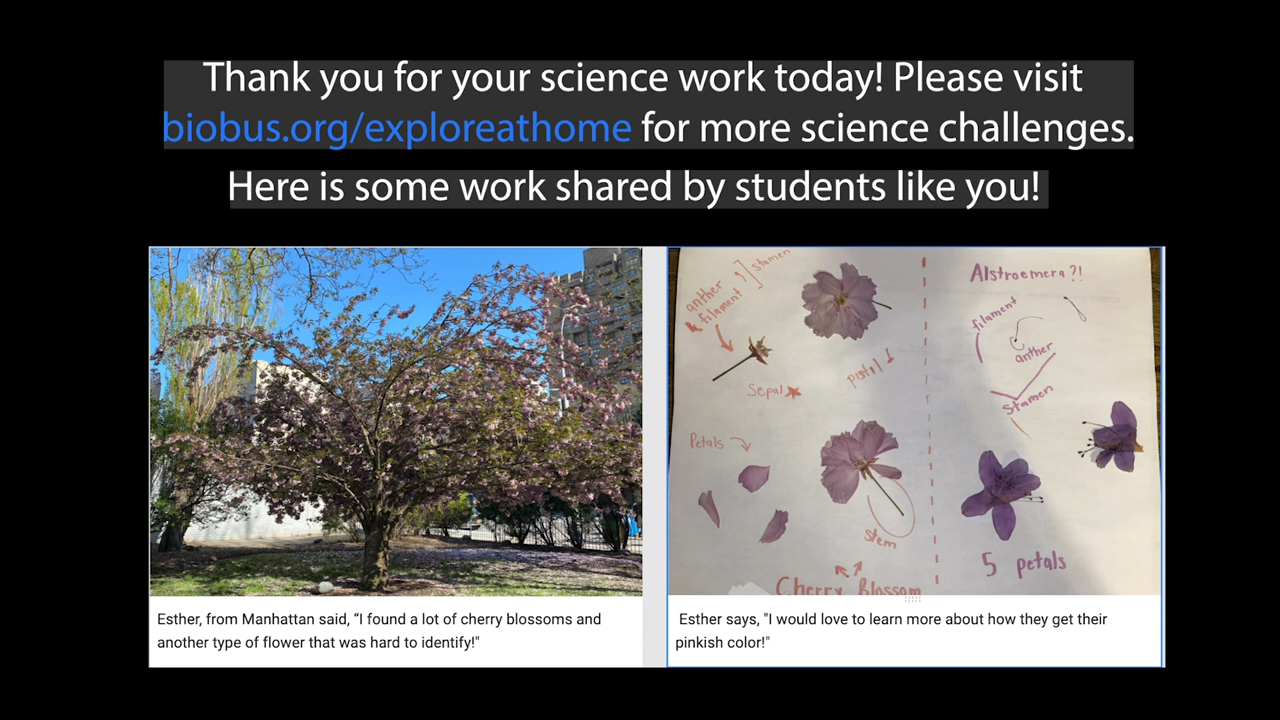 Thank you for your science work today! Please visit
biobus.org/exploreathome for more science challenges.
Here is some work shared by students like you!
stamen
anther
filament
Sepal
pistil
Petals
stem
Cherry Blossom
Alstroemera?!
filament
anther
Stamen
5 petals
Esther, from Manhattan said, “I found a lot of cherry blossoms and
another type of flower that was hard to identify!"
Esther says, "I would love to learn more about how they get their
pinkish color!"